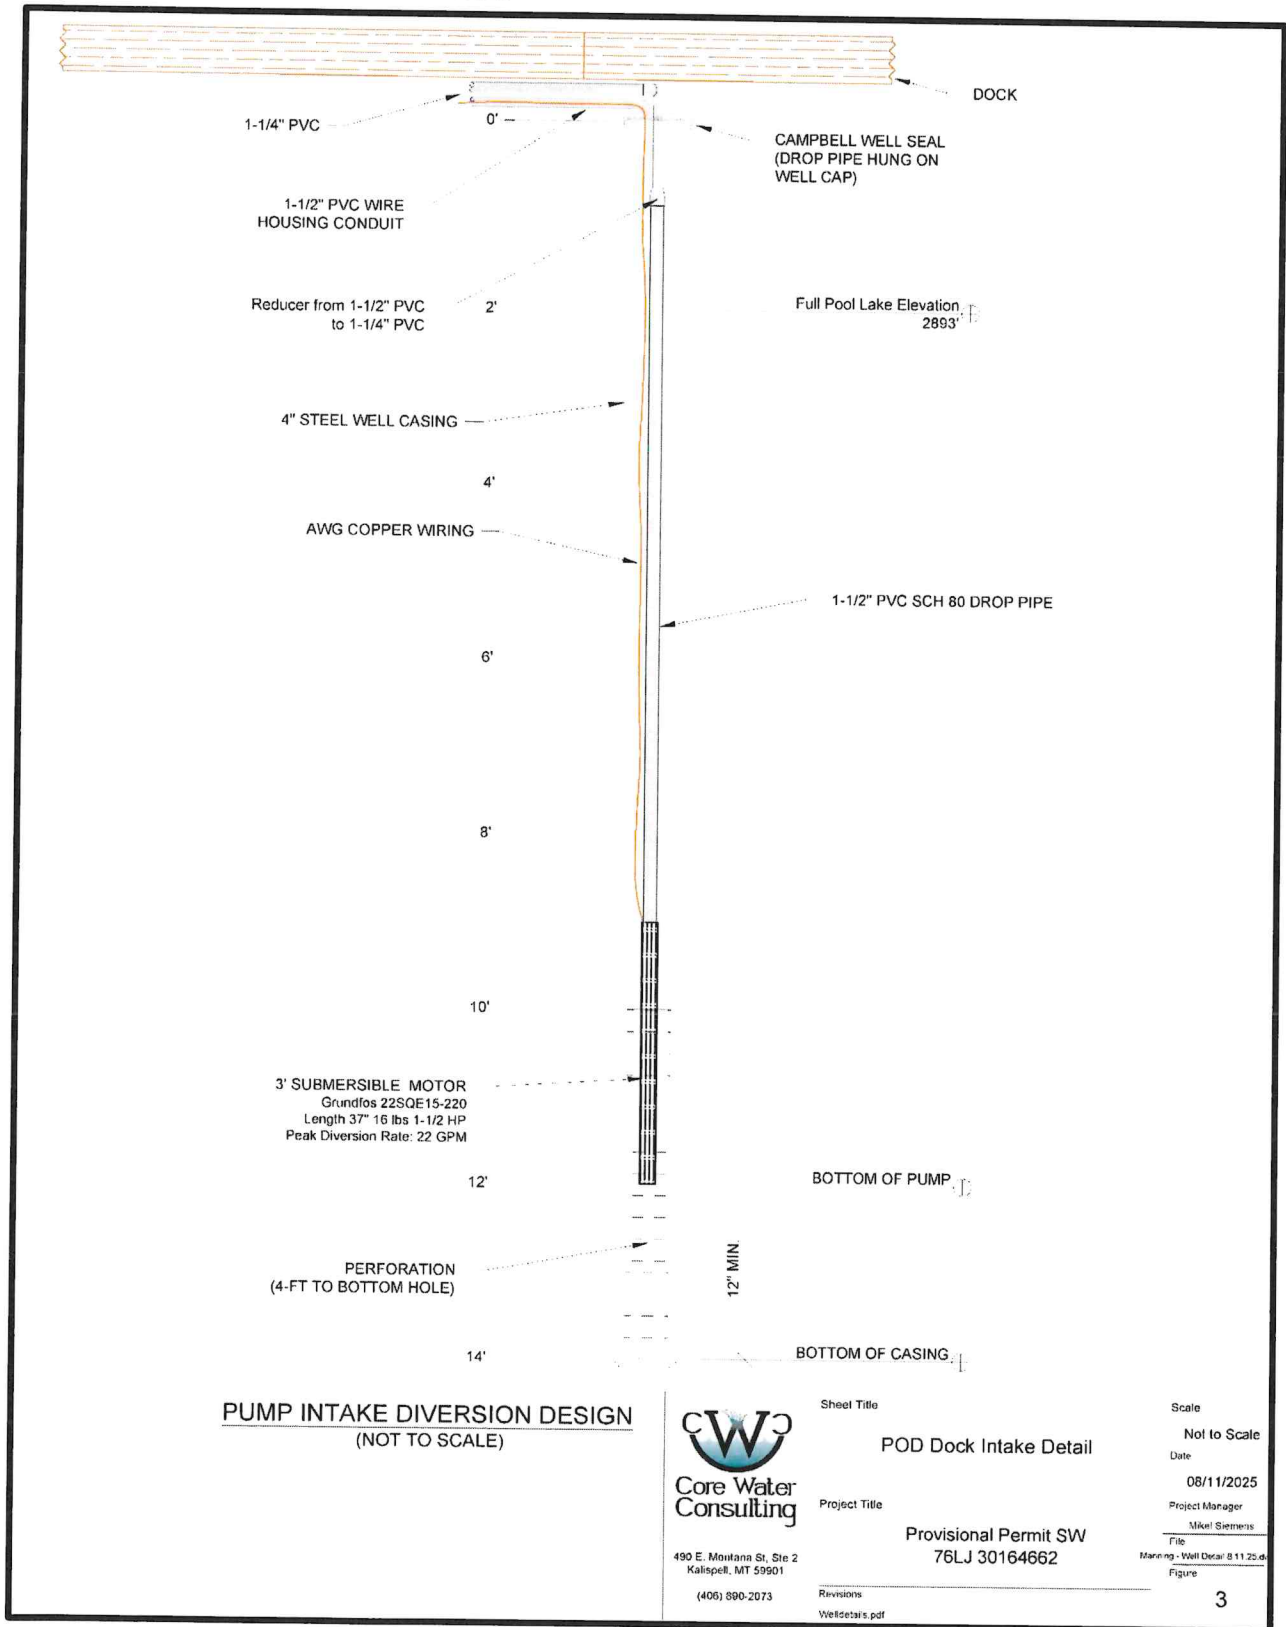 DOCK
1-1/4" PVC
0'
CAMPBELL WELL SEAL
(DROP PIPE HUNG ON
WELL CAP)
1-1/2" PVC WIRE
HOUSING CONDUIT
Reducer from 1-1/2" PVC
to 1-1/4" PVC
2'
Full Pool Lake Elevation
2893'
4" STEEL WELL CASING
4'
AWG COPPER WIRING
1-1/2" PVC SCH 80 DROP PIPE
6'
8'
10'
3' SUBMERSIBLE MOTOR
Grundfos 22SQE15-220
Length 37" 16 lbs 1-1/2 HP
Peak Diversion Rate: 22 GPM
12'
BOTTOM OF PUMP
PERFORATION
(4-FT TO BOTTOM HOLE)
12" MIN.
14'
BOTTOM OF CASING
PUMP INTAKE DIVERSION DESIGN
(NOT TO SCALE)
CWC
Core Water
Consulting
490 E. Montana St, Ste 2
Kalispell, MT 59901
(406) 890-2073
Sheet Title
POD Dock Intake Detail
Project Title
Provisional Permit SW
76LJ 30164662
Revisions
Welldetails.pdf
Scale
Not to Scale
Date
08/11/2025
Project Manager
Mikel Siemens
File
Manning - Well Detail 8.11.25.d
Figure
3